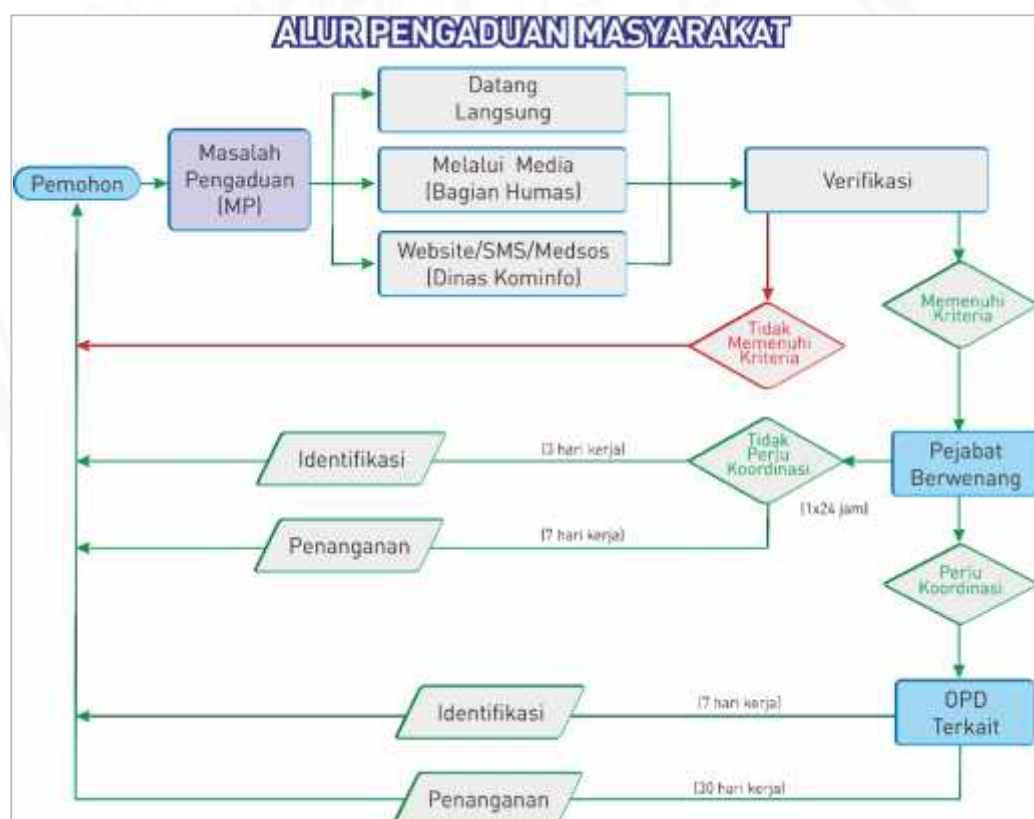 ALUR PENGADUAN MASYARAKAT
Pemohon
Masalah
Pengaduan
(MP)
Datang
Langsung
Melalui Media
(Bagian Humas)
Website/SMS/Medsos
(Dinas Kominfo)
Verifikasi
Tidak
Memenuhi
Kriteria
Memenuhi
Kriteria
Identifikasi
(3 hari kerja)
Tidak
Perlu
Koordinasi
Pejabat
Berwenang
(1x24 jam)
Penanganan
(7 hari kerja)
Perlu
Koordinasi
Identifikasi
(7 hari kerja)
OPD
Terkait
Penanganan
(30 hari kerja)